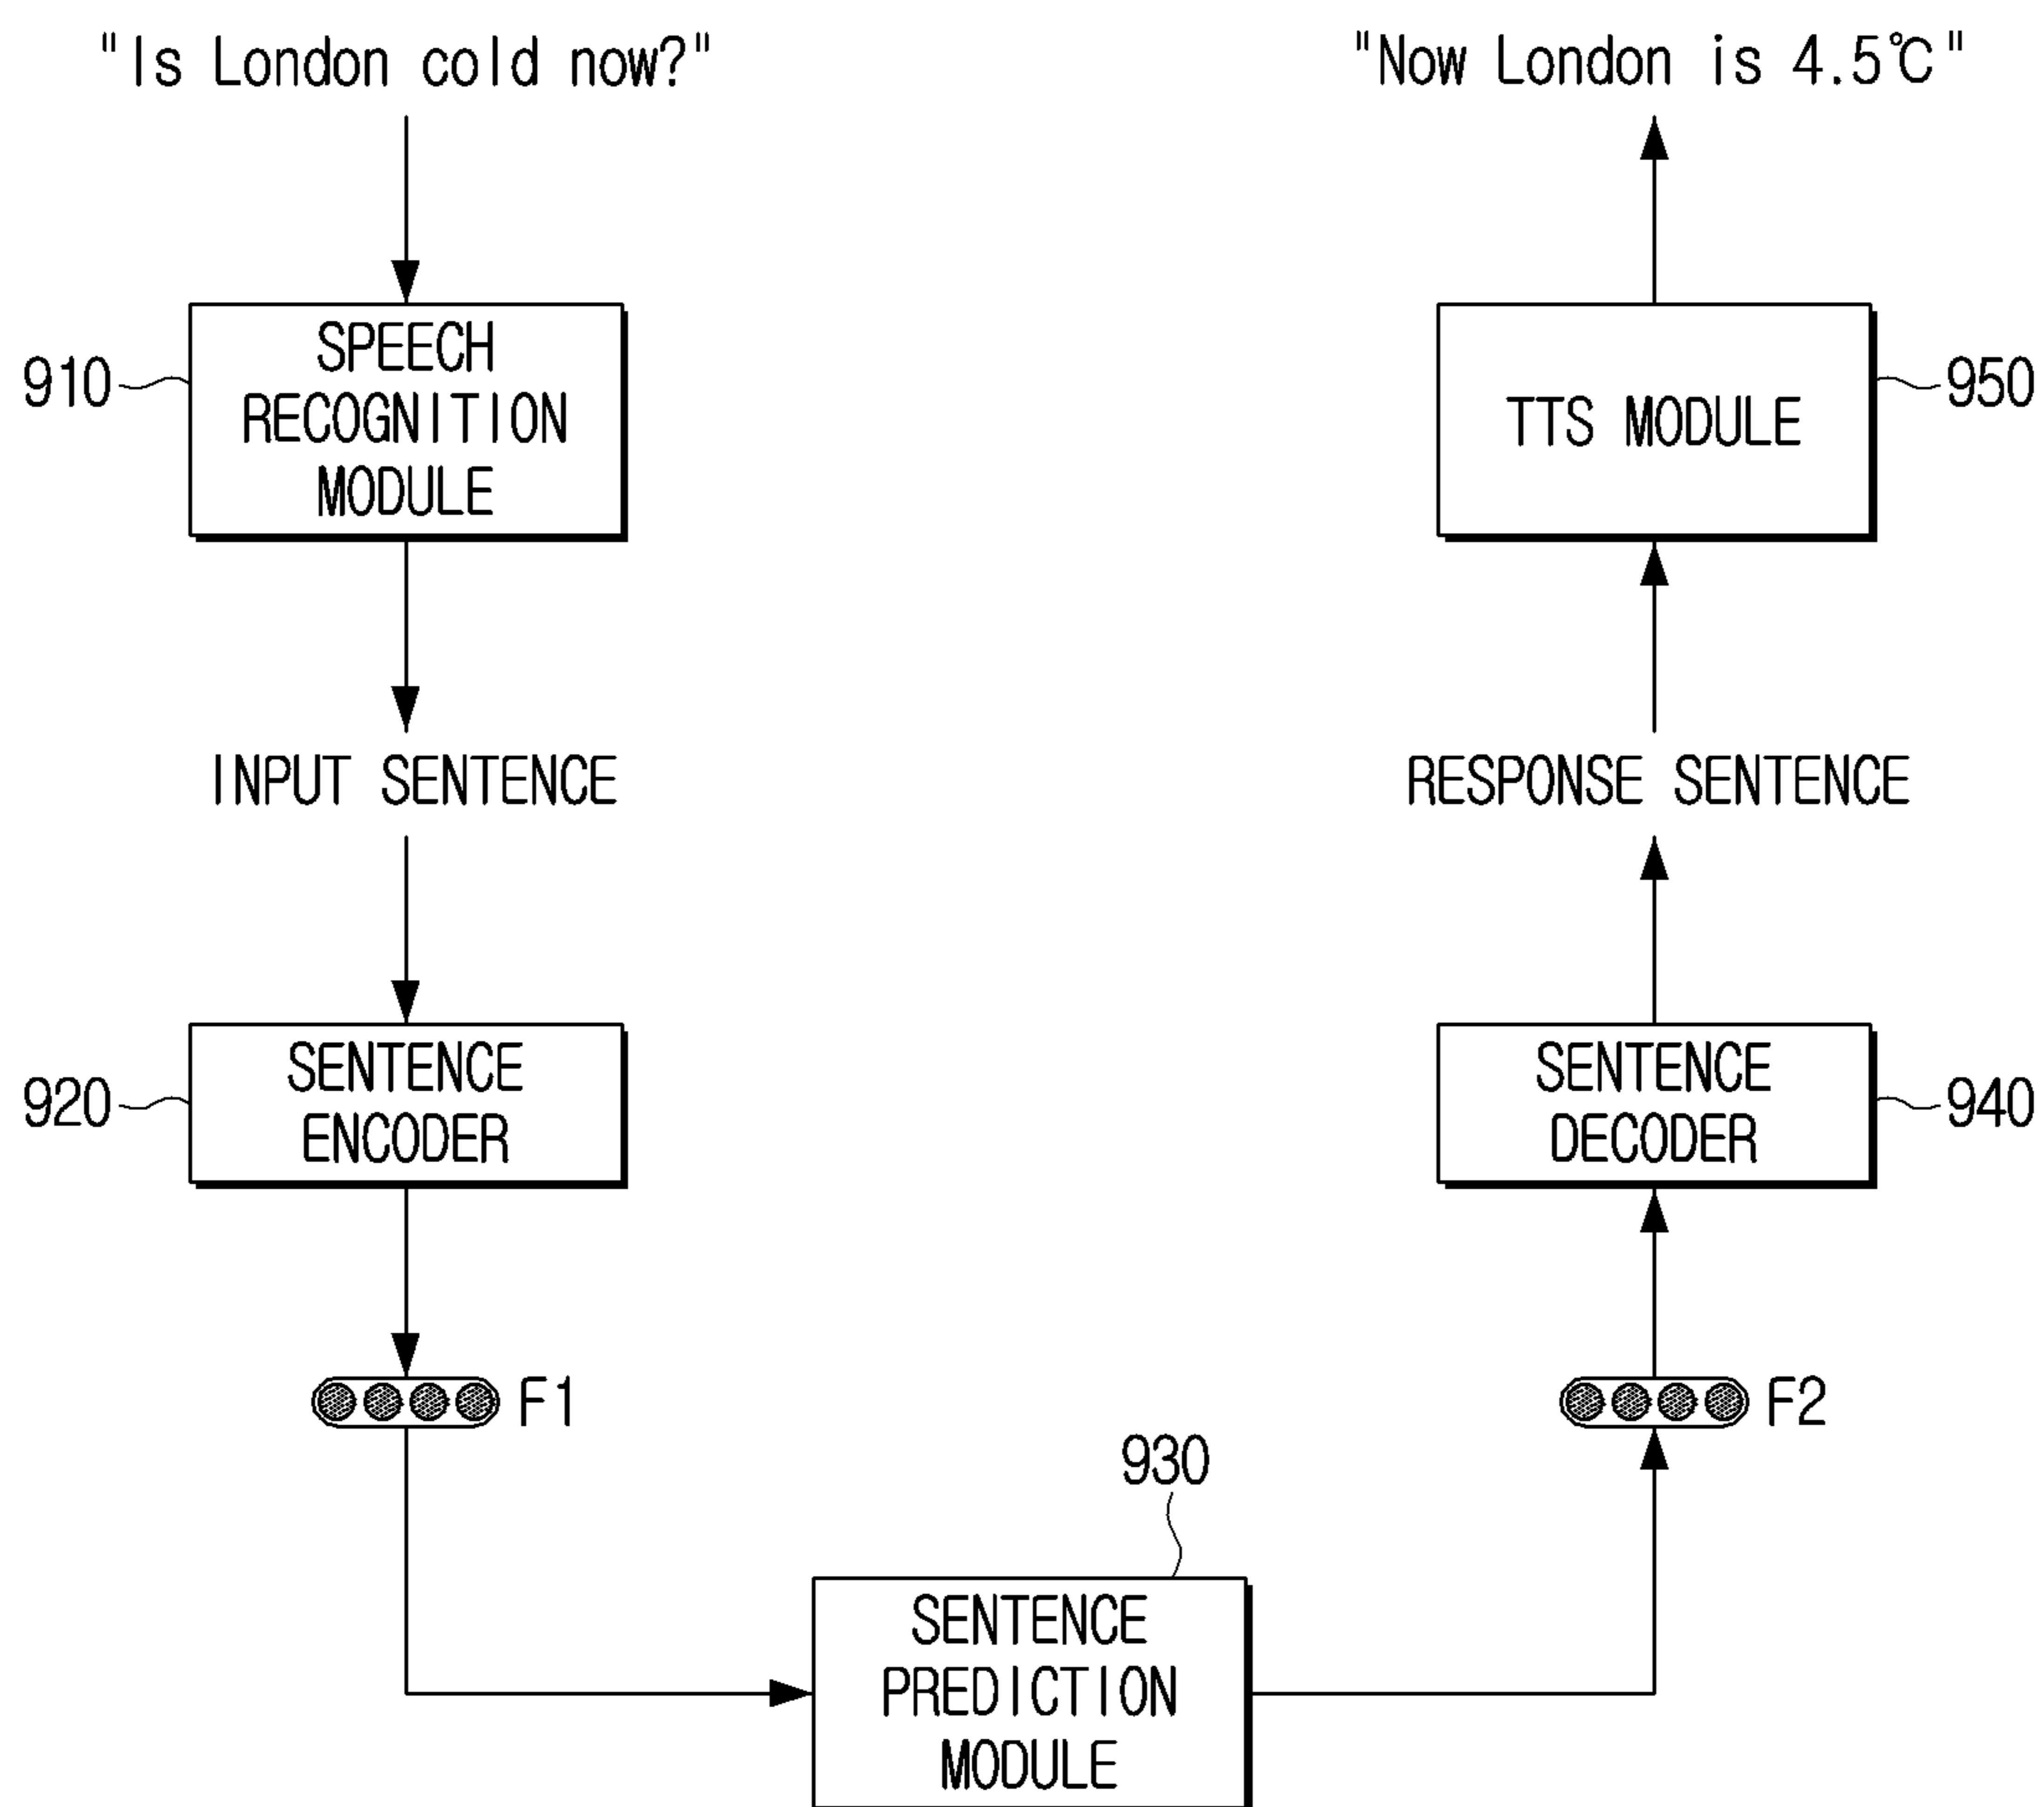 "Is London cold now?"
"Now London is 4.5℃"
910
SPEECH
RECOGNITION
MODULE
TTS MODULE
950
INPUT SENTENCE
RESPONSE SENTENCE
920
SENTENCE
ENCODER
SENTENCE
DECODER
940
F1
F2
930
SENTENCE
PREDICTION
MODULE